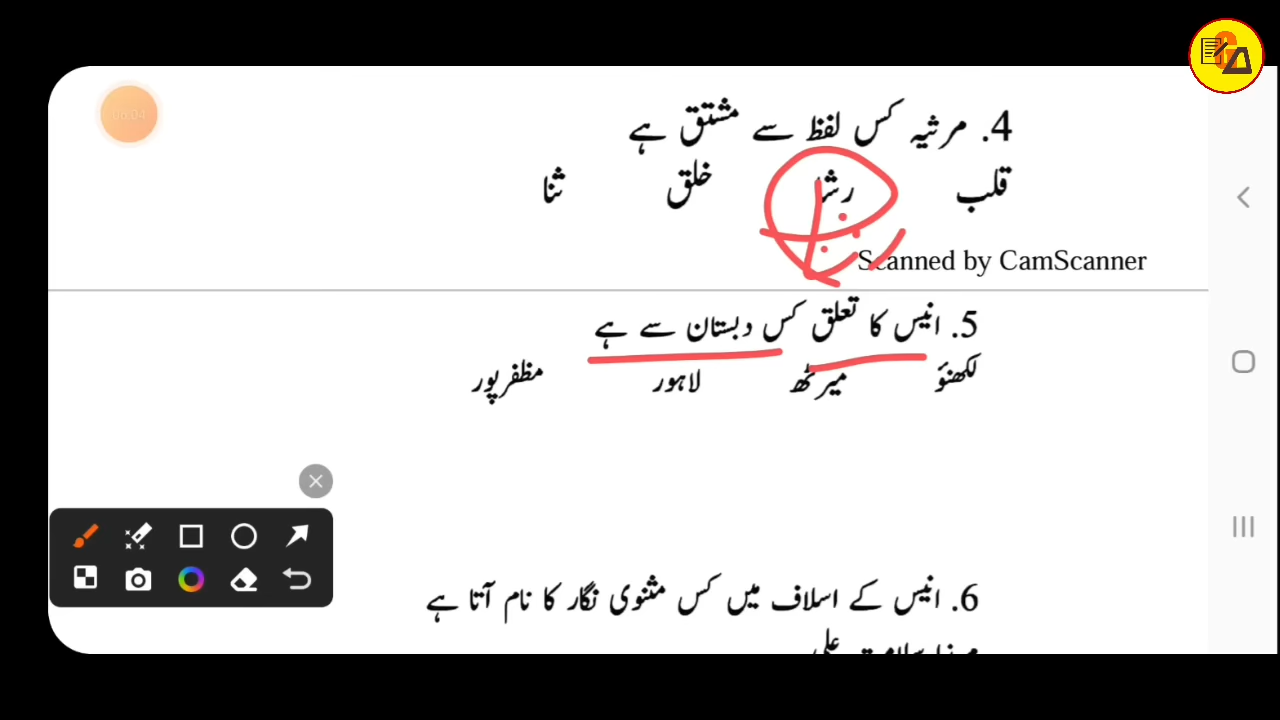 4. مرثیہ کس لفظ سے مشتق ہے
قلب رثا خلق ثنا
Scanned by CamScanner
5. انیس کا تعلق کس دبستان سے ہے
لکھنؤ میرٹھ لاہور مظفرپور
6. انیس کے اسلاف میں کس مثنوی نگار کا نام آتا ہے